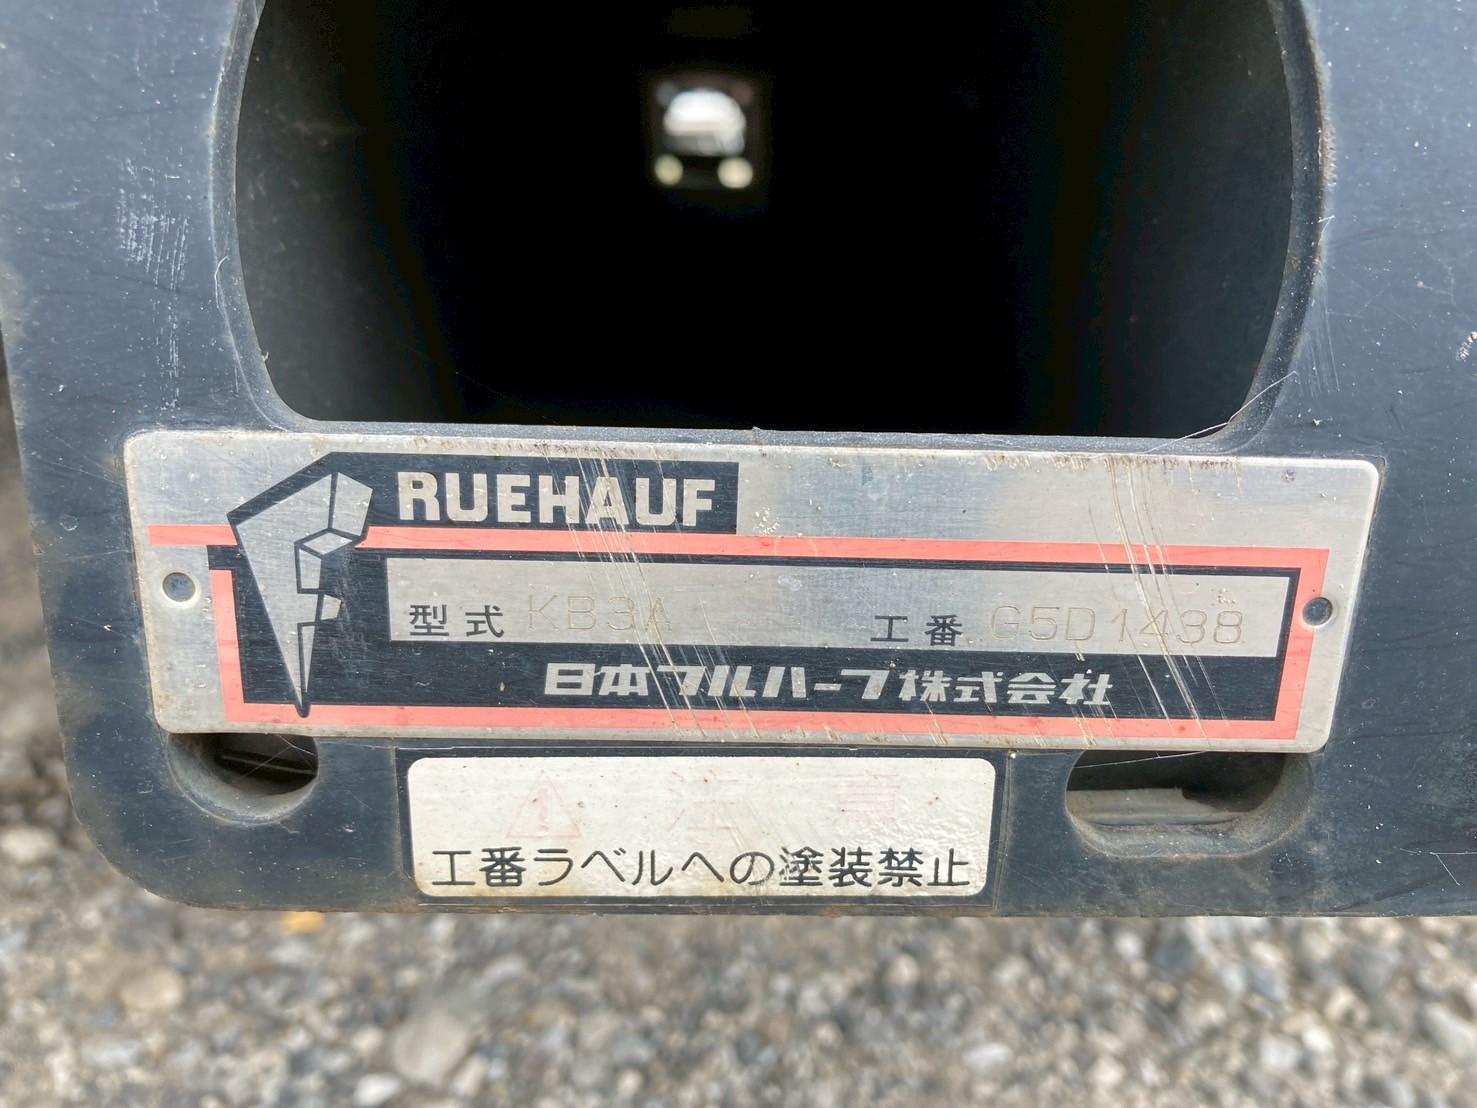 FRUEHAUF
型式 KB3A 工番 G5D1438
日本フルハーフ株式会社
⚠ 注意
工番ラベルへの塗装禁止